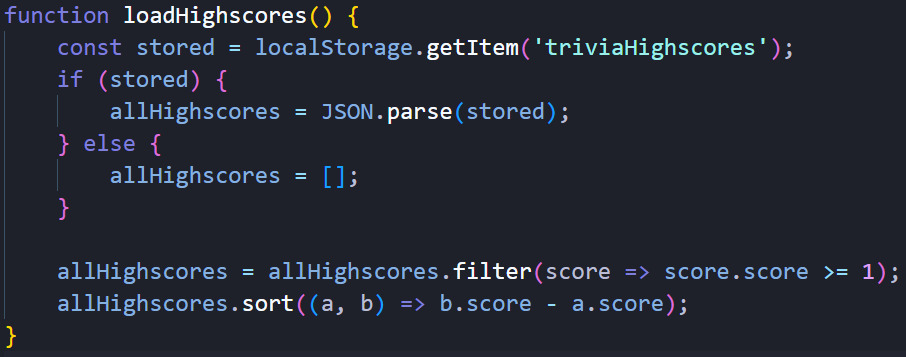 function loadHighscores() {
    const stored = localStorage.getItem('triviaHighscores');
    if (stored) {
        allHighscores = JSON.parse(stored);
    } else {
        allHighscores = [];
    }

    allHighscores = allHighscores.filter(score => score.score >= 1);
    allHighscores.sort((a, b) => b.score - a.score);
}